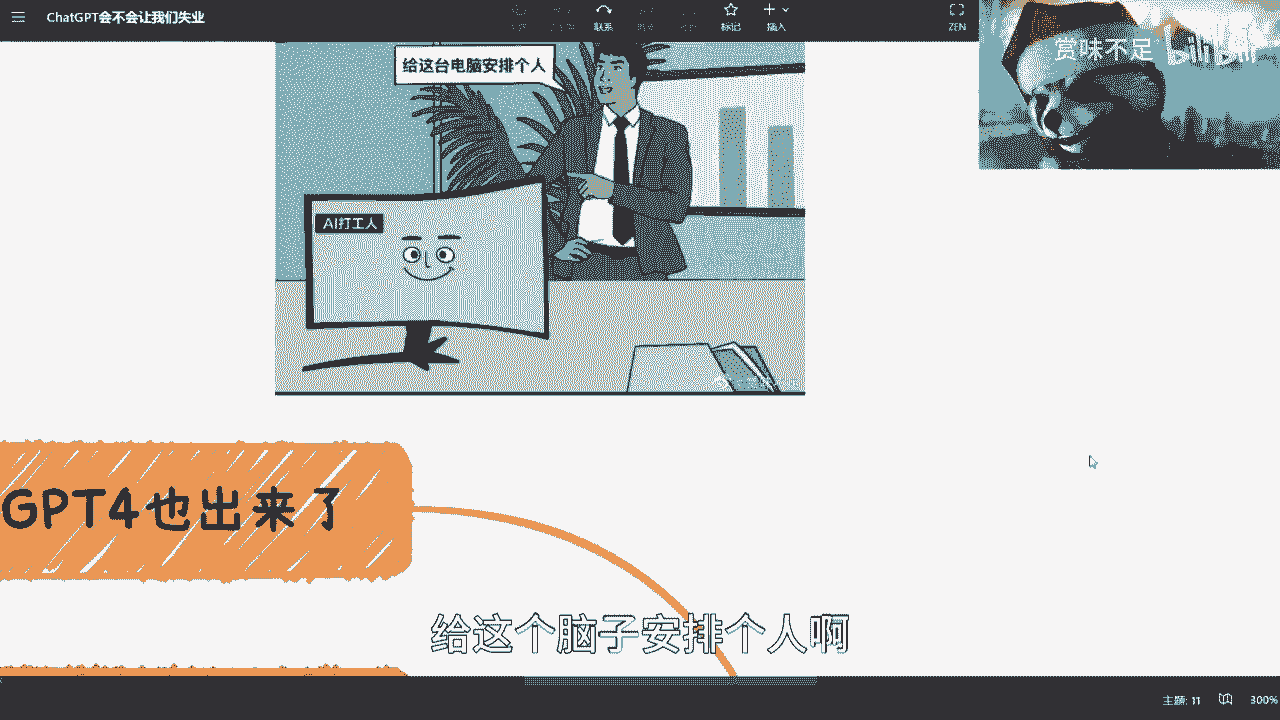 ChatGPT会不会让我们失业
联系
标记
插入
ZEN
赏味不足 bilibili
给这台电脑安排个人
AI打工人
GPT4也出来了
给这个脑子安排个人啊
主题: 11
300%